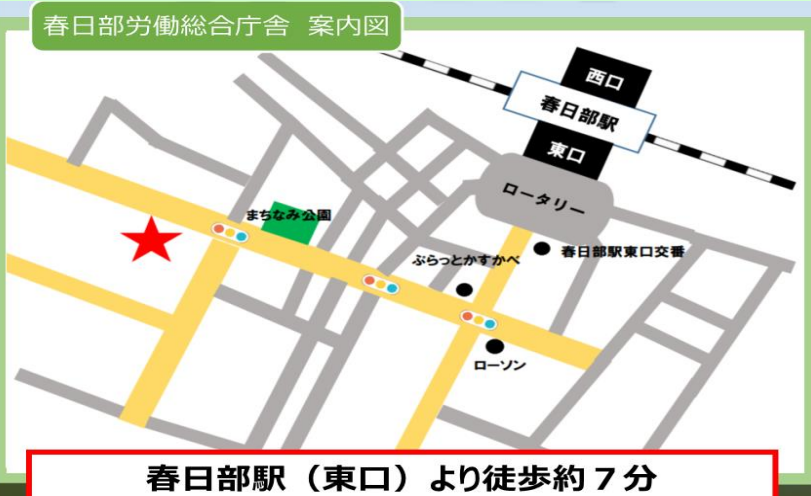 春日部労働総合庁舎 案内図
西口
春日部駅
東口
ロータリー
まちなみ公園
ぷらっとかすかべ
春日部駅東口交番
ローソン
春日部駅（東口）より徒歩約７分